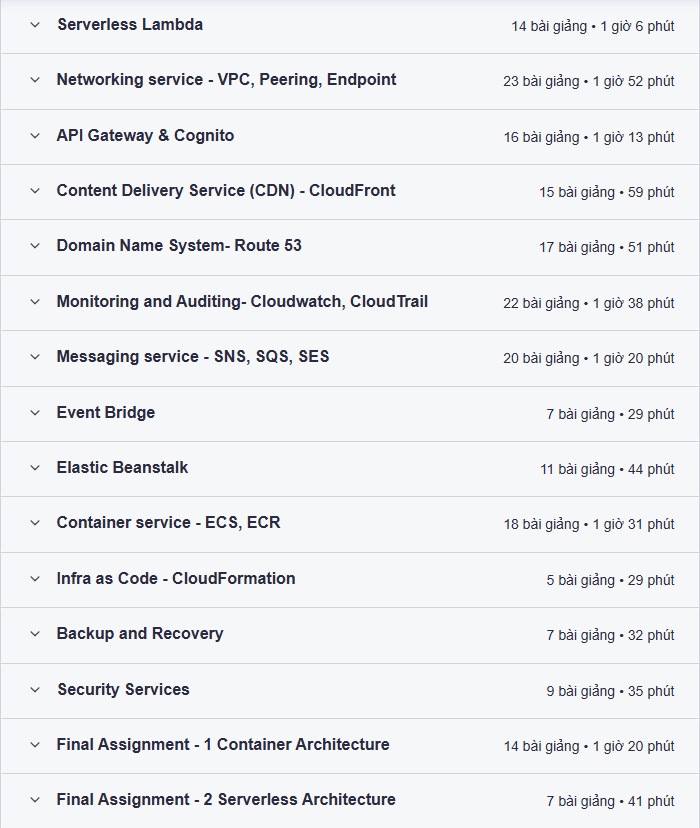 Serverless Lambda 14 bài giảng • 1 giờ 6 phút
Networking service - VPC, Peering, Endpoint 23 bài giảng • 1 giờ 52 phút
API Gateway & Cognito 16 bài giảng • 1 giờ 13 phút
Content Delivery Service (CDN) - CloudFront 15 bài giảng • 59 phút
Domain Name System- Route 53 17 bài giảng • 51 phút
Monitoring and Auditing- Cloudwatch, CloudTrail 22 bài giảng • 1 giờ 38 phút
Messaging service - SNS, SQS, SES 20 bài giảng • 1 giờ 20 phút
Event Bridge 7 bài giảng • 29 phút
Elastic Beanstalk 11 bài giảng • 44 phút
Container service - ECS, ECR 18 bài giảng • 1 giờ 31 phút
Infra as Code - CloudFormation 5 bài giảng • 29 phút
Backup and Recovery 7 bài giảng • 32 phút
Security Services 9 bài giảng • 35 phút
Final Assignment - 1 Container Architecture 14 bài giảng • 1 giờ 20 phút
Final Assignment - 2 Serverless Architecture 7 bài giảng • 41 phút